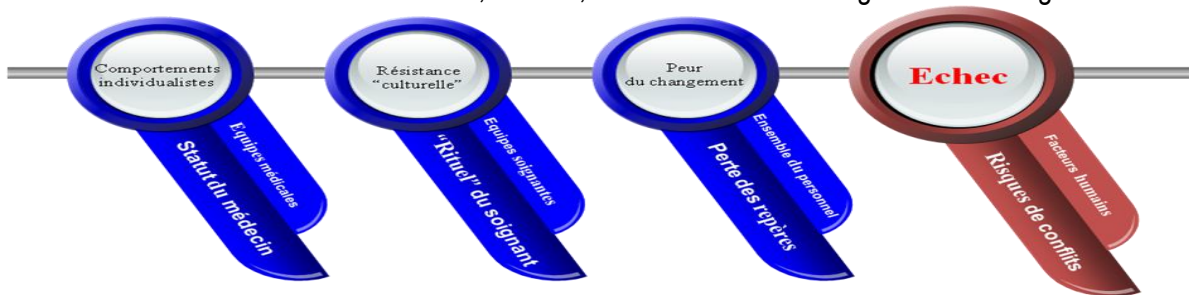 Comportements
individualistes
Equipes médicales
Statut du médecin
Résistance
“culturelle”
Equipes soignantes
“Rituel” du soignant
Peur
du changement
Ensemble du personnel
Perte des repères
Echec
Facteurs humains
Risques de conflits